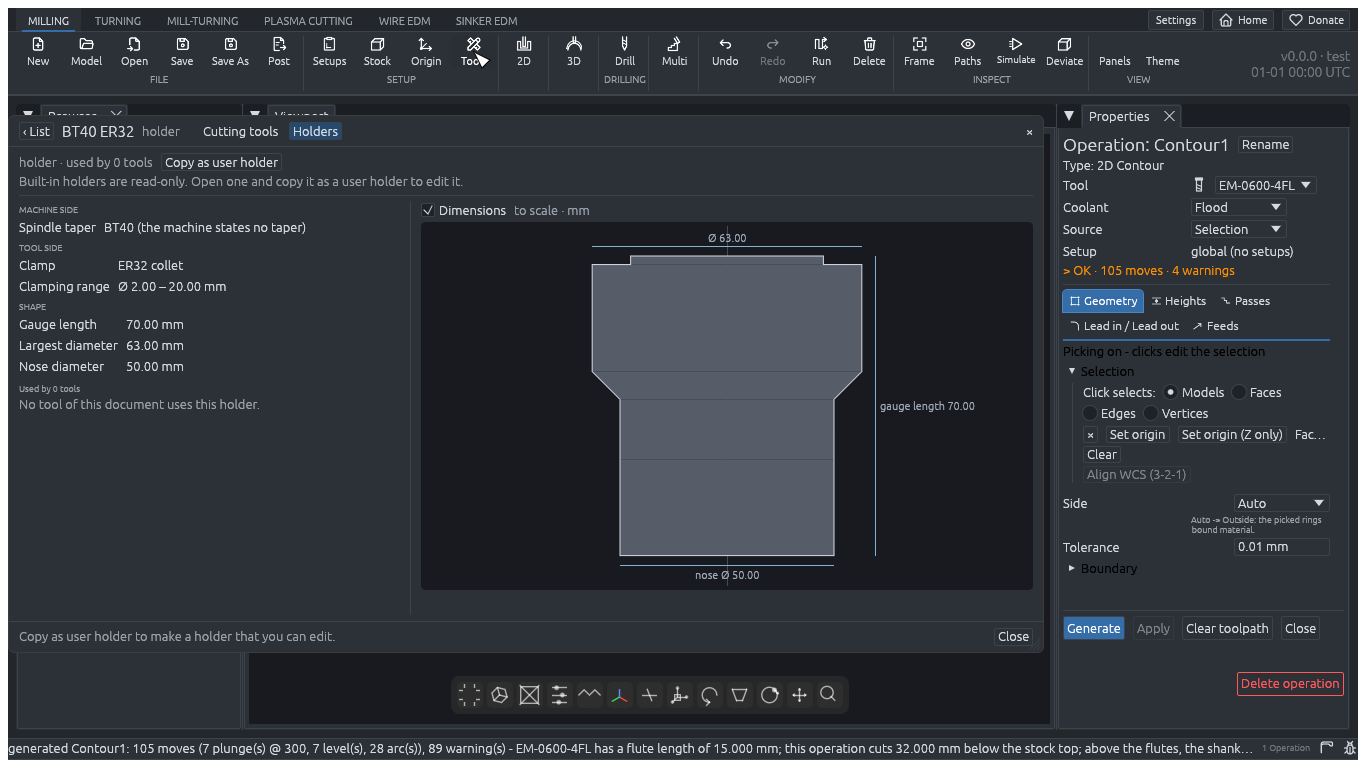 MILLING TURNING MILL-TURNING PLASMA CUTTING WIRE EDM SINKER EDM Settings Home Donate
New Model Open Save Save As Post Setups Stock Origin 2D 3D Drill Multi Undo Redo Run Delete Frame Paths Simulate Deviate Panels Theme
FILE SETUP DRILLING MODIFY INSPECT VIEW
v0.0.0 · test
01-01 00:00 UTC
Viewport
‹ List BT40 ER32 holder Cutting tools Holders ×
holder · used by 0 tools Copy as user holder
Built-in holders are read-only. Open one and copy it as a user holder to edit it.
MACHINE SIDE
Spindle taper BT40 (the machine states no taper)
TOOL SIDE
Clamp ER32 collet
Clamping range Ø 2.00 – 20.00 mm
SHAPE
Gauge length 70.00 mm
Largest diameter 63.00 mm
Nose diameter 50.00 mm
Used by 0 tools
No tool of this document uses this holder.
Dimensions to scale · mm
Ø 63.00
gauge length 70.00
nose Ø 50.00
Copy as user holder to make a holder that you can edit. Close
Properties
Operation: Contour1 Rename
Type: 2D Contour
Tool EM-0600-4FL
Coolant Flood
Source Selection
Setup global (no setups)
> OK · 105 moves · 4 warnings
Geometry Heights Passes
Lead in / Lead out Feeds
Picking on - clicks edit the selection
Selection
Click selects: Models Faces
Edges Vertices
× Set origin Set origin (Z only) Fac…
Clear
Align WCS (3-2-1)
Side Auto
Auto -> Outside: the picked rings
bound material.
Tolerance 0.01 mm
Boundary
Generate Apply Clear toolpath Close
Delete operation
generated Contour1: 105 moves (7 plunge(s) @ 300, 7 level(s), 28 arc(s)), 89 warning(s) - EM-0600-4FL has a flute length of 15.000 mm; this operation cuts 32.000 mm below the stock top; above the flutes, the shank… 1 Operation